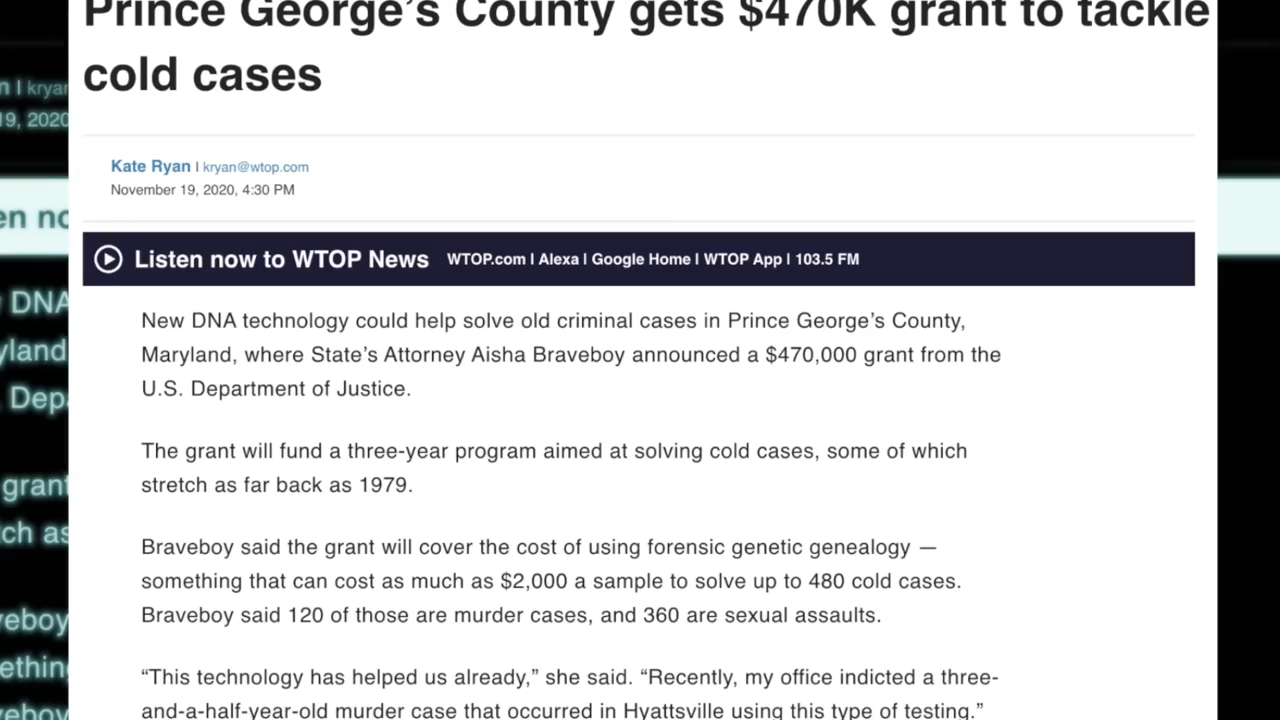 Prince George’s County gets $470K grant to tackle
cold cases
Kate Ryan | kryan@wtop.com
November 19, 2020, 4:30 PM
Listen now to WTOP News WTOP.com | Alexa | Google Home | WTOP App | 103.5 FM
New DNA technology could help solve old criminal cases in Prince George’s County,
Maryland, where State’s Attorney Aisha Braveboy announced a $470,000 grant from the
U.S. Department of Justice.
The grant will fund a three-year program aimed at solving cold cases, some of which
stretch as far back as 1979.
Braveboy said the grant will cover the cost of using forensic genetic genealogy —
something that can cost as much as $2,000 a sample to solve up to 480 cold cases.
Braveboy said 120 of those are murder cases, and 360 are sexual assaults.
“This technology has helped us already,” she said. “Recently, my office indicted a three-
and-a-half-year-old murder case that occurred in Hyattsville using this type of testing.”